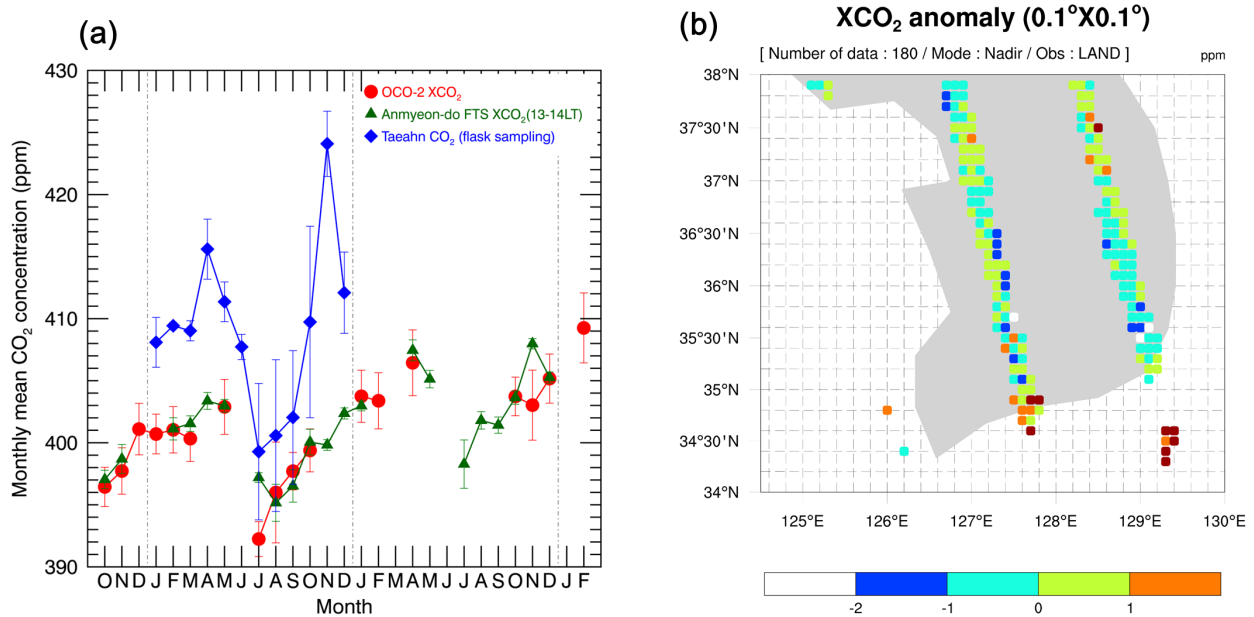 (a)
430
420
410
400
390
Monthly mean CO₂ concentration (ppm)
OCO-2 XCO₂
Anmyeon-do FTS XCO₂(13-14LT)
Taeahn CO₂ (flask sampling)
O N D J F M A M J J A S O N D J F M A M J J A S O N D J F
Month
(b)
XCO₂ anomaly (0.1°X0.1°)
[ Number of data : 180 / Mode : Nadir / Obs : LAND ]
ppm
38°N
37°30'N
37°N
36°30'N
36°N
35°30'N
35°N
34°30'N
34°N
125°E 126°E 127°E 128°E 129°E 130°E
-2 -1 0 1